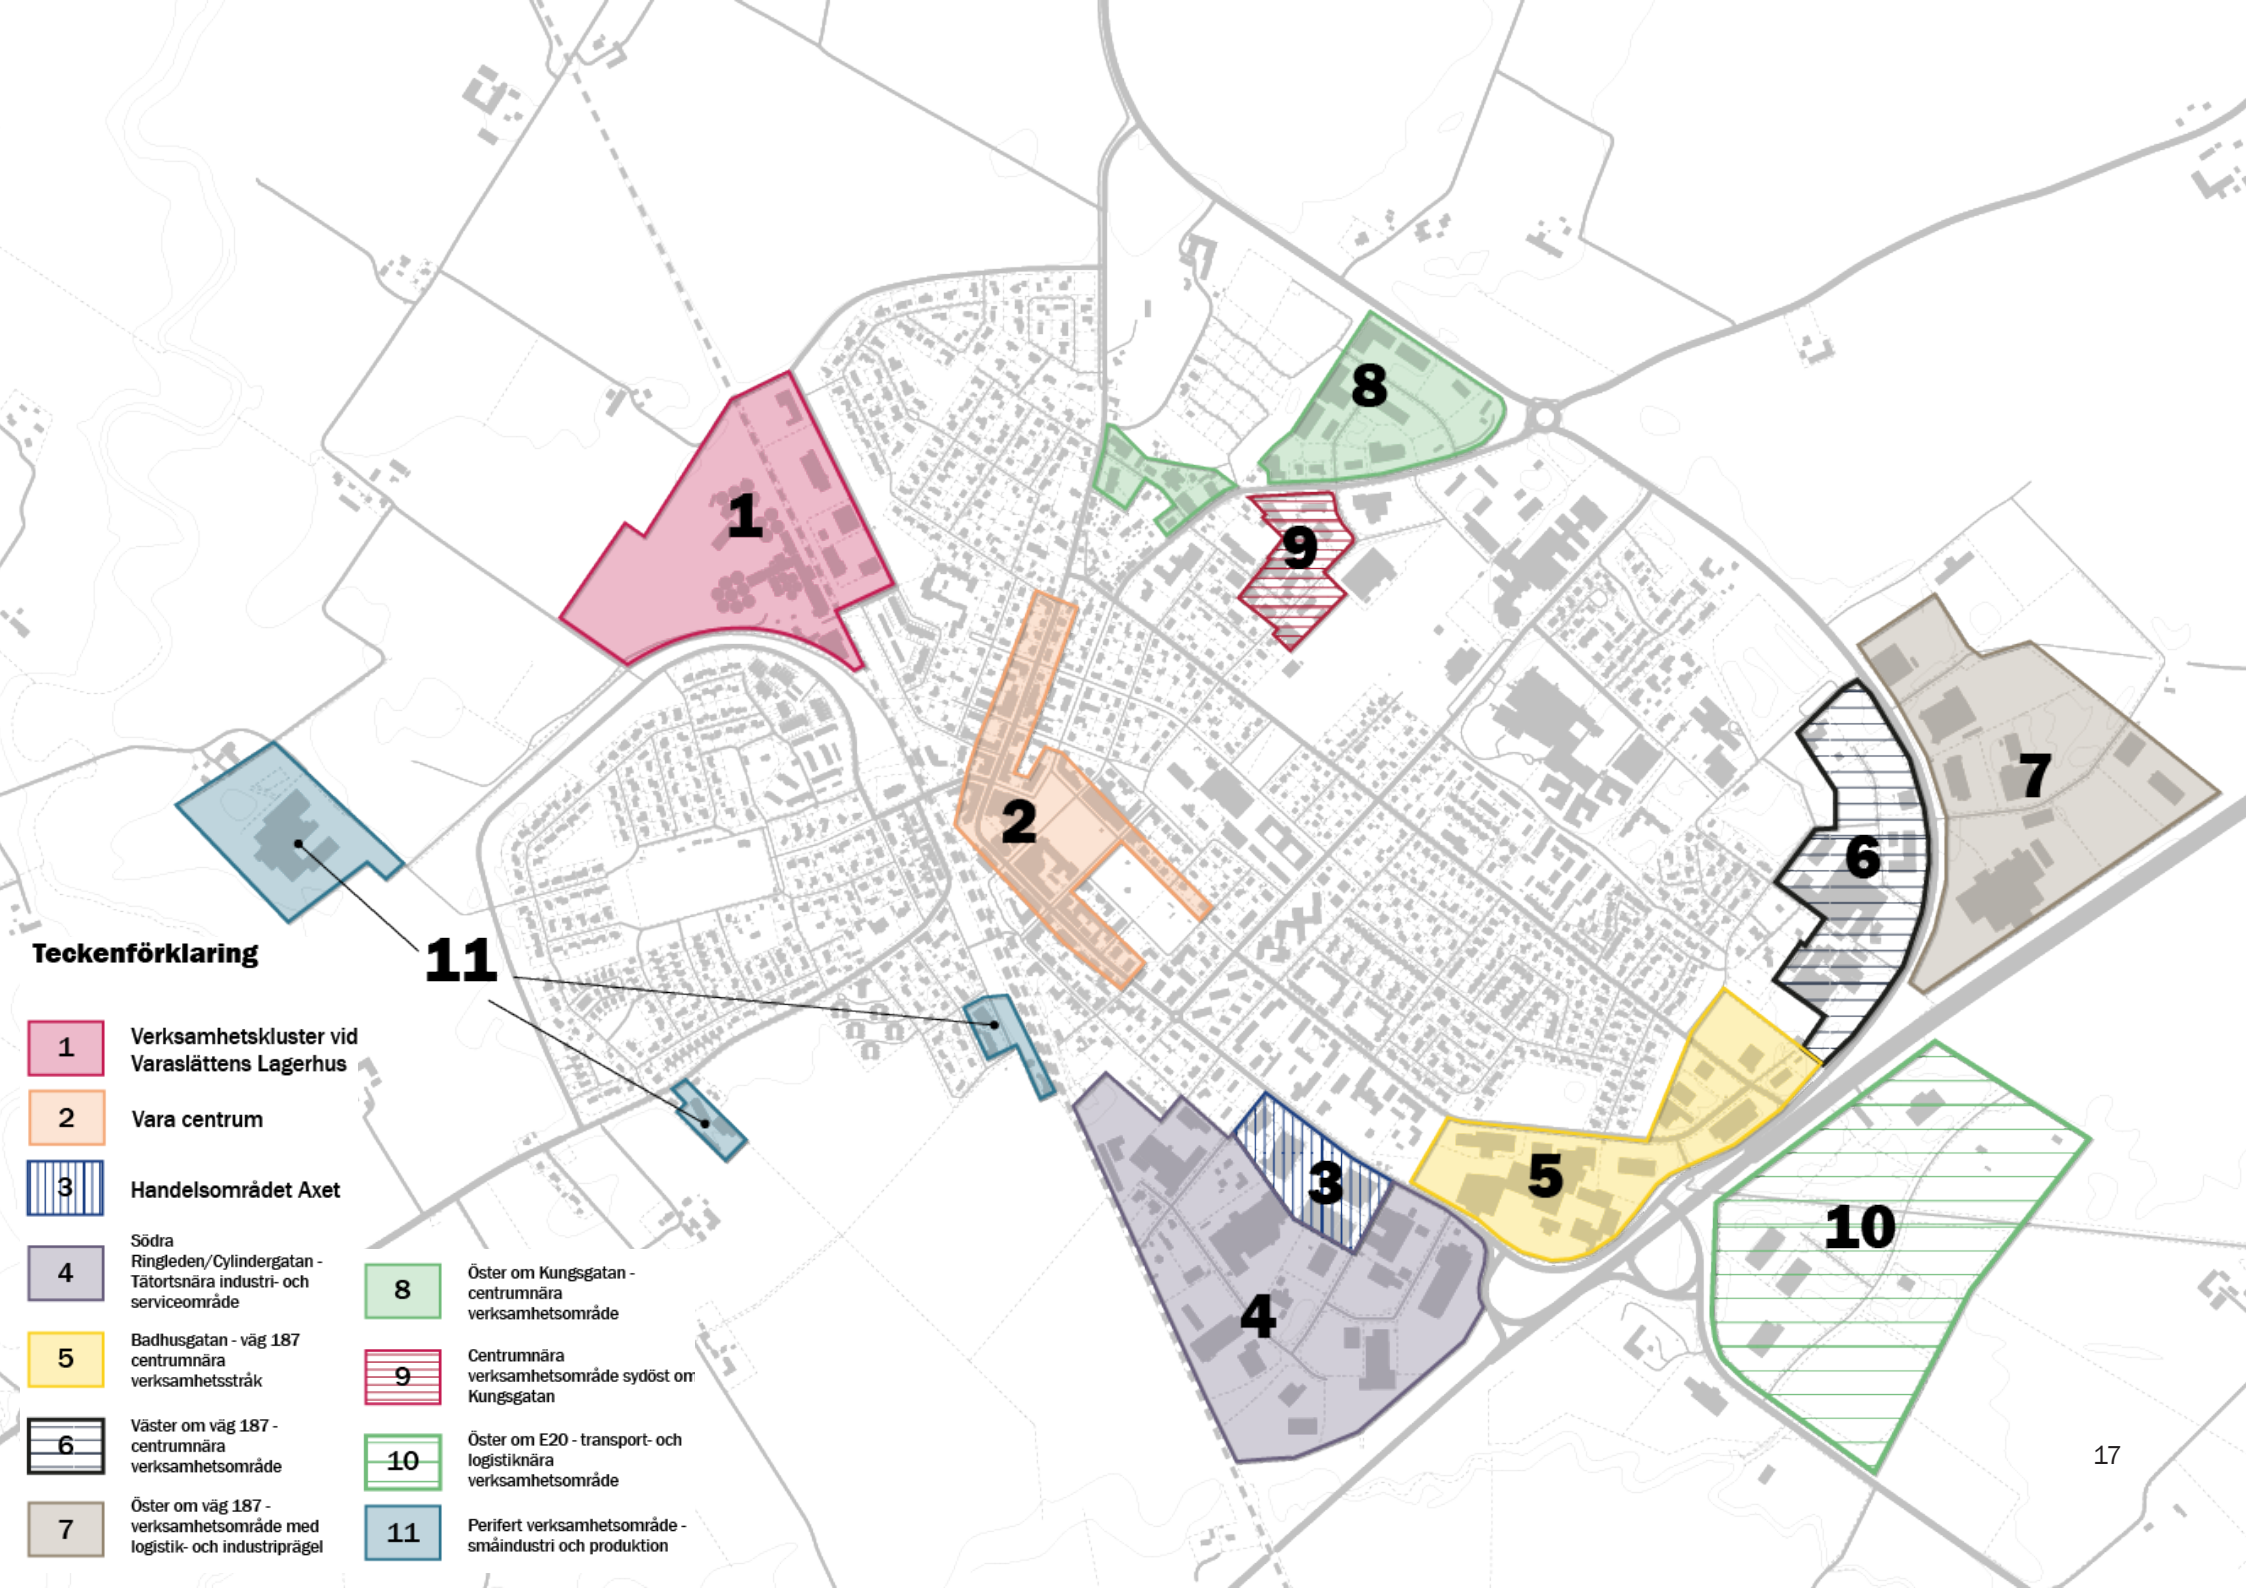 8
1
9
7
2
6
11
3
5
10
4
17
Teckenförklaring
1
Verksamhetskluster vid
Varaslättens Lagerhus
2
Vara centrum
3
Handelsområdet Axet
4
Södra
Ringleden/Cylindergatan -
Tätortsnära industri- och
serviceområde
5
Badhusgatan - väg 187
centrumnära
verksamhetsstråk
6
Väster om väg 187 -
centrumnära
verksamhetsområde
7
Öster om väg 187 -
verksamhetsområde med
logistik- och industriprägel
8
Öster om Kungsgatan -
centrumnära
verksamhetsområde
9
Centrumnära
verksamhetsområde sydöst om
Kungsgatan
10
Öster om E20 - transport- och
logistiknära
verksamhetsområde
11
Perifert verksamhetsområde -
småindustri och produktion